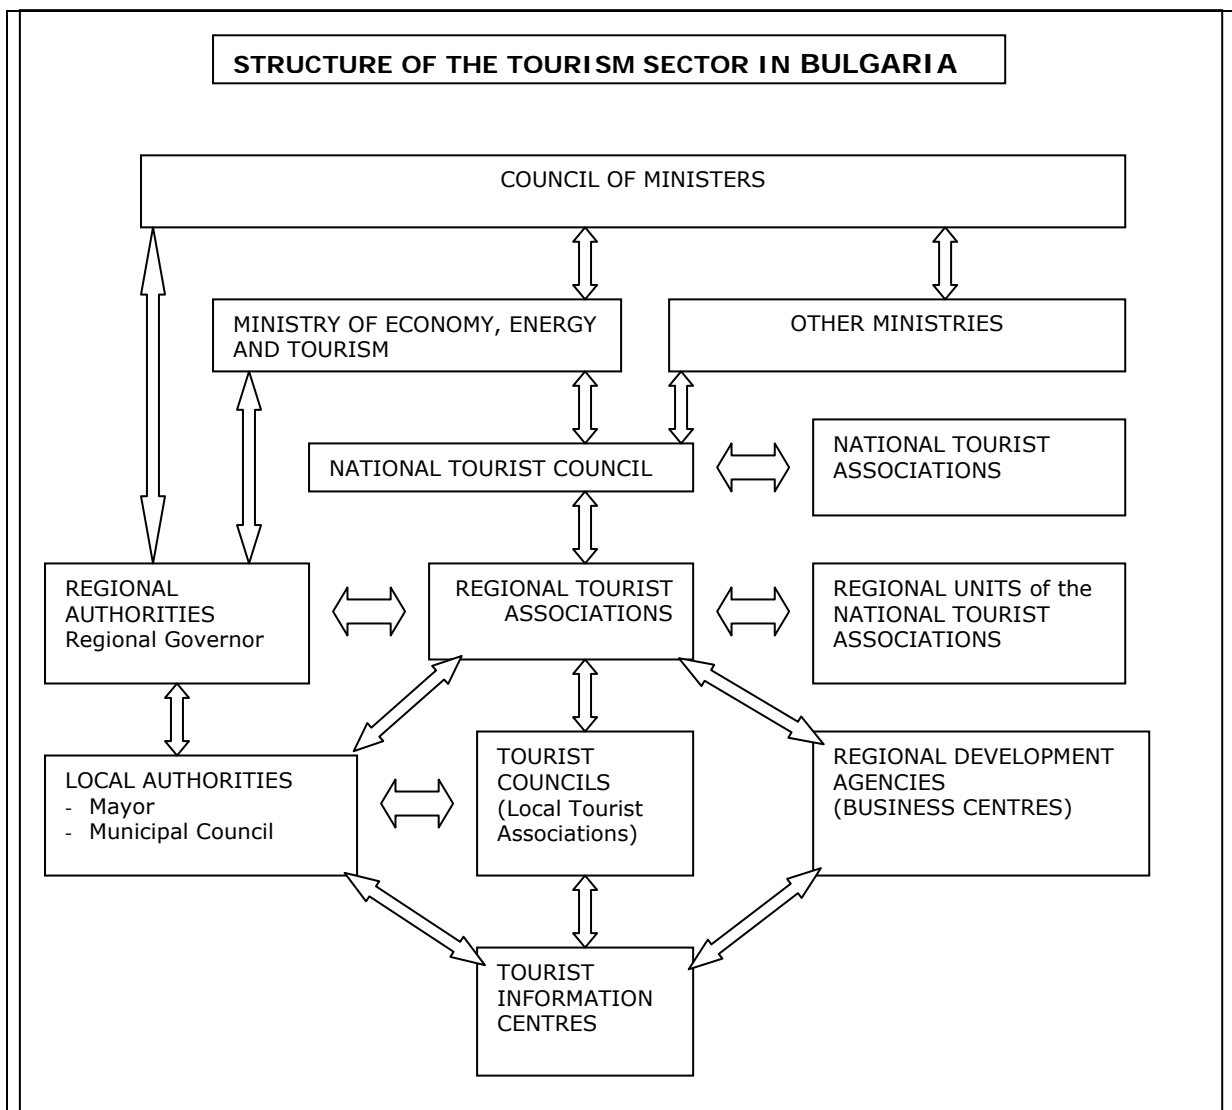 STRUCTURE OF THE TOURISM SECTOR IN BULGARIA
COUNCIL OF MINISTERS
MINISTRY OF ECONOMY, ENERGY
AND TOURISM
OTHER MINISTRIES
NATIONAL TOURIST COUNCIL
NATIONAL TOURIST
ASSOCIATIONS
REGIONAL
AUTHORITIES
Regional Governor
REGIONAL TOURIST
ASSOCIATIONS
REGIONAL UNITS of the
NATIONAL TOURIST
ASSOCIATIONS
LOCAL AUTHORITIES
- Mayor
- Municipal Council
TOURIST
COUNCILS
(Local Tourist
Associations)
REGIONAL DEVELOPMENT
AGENCIES
(BUSINESS CENTRES)
TOURIST
INFORMATION
CENTRES